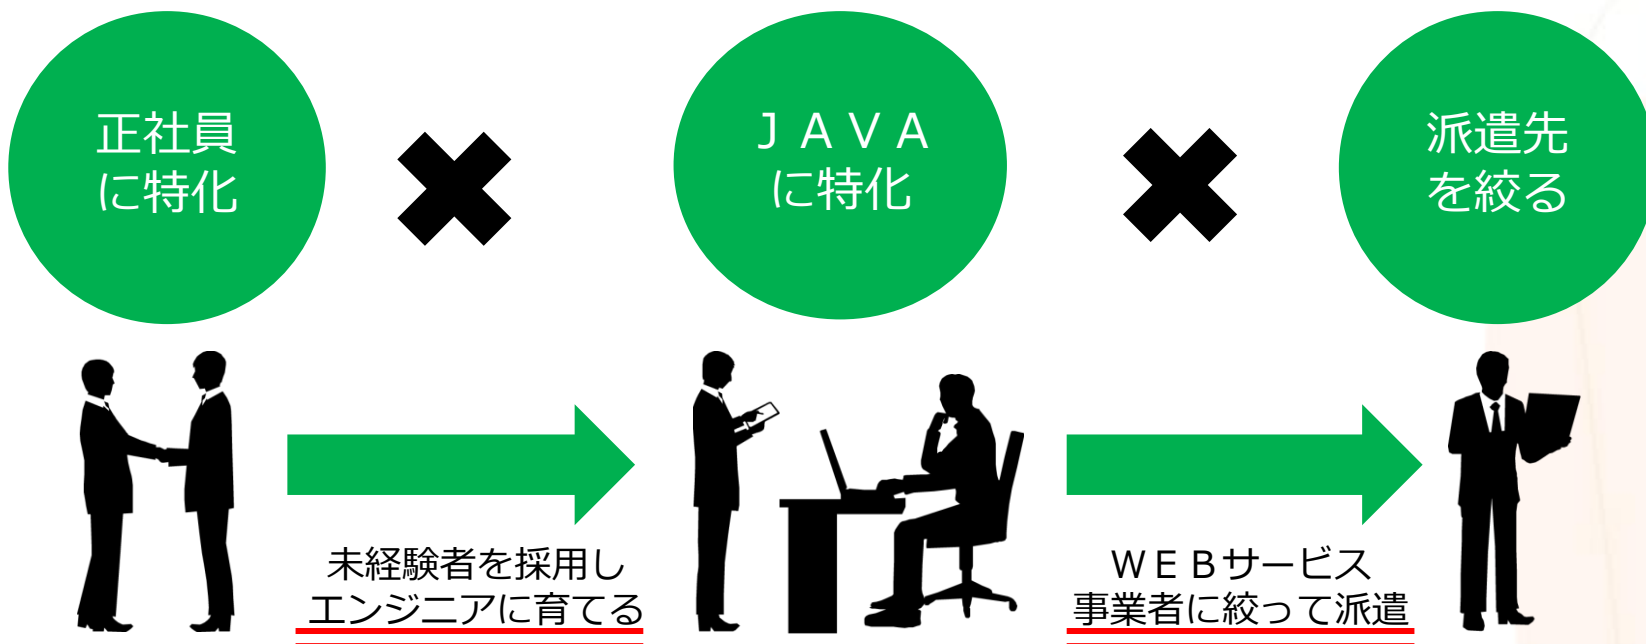 正社員
に特化
ＪＡＶＡ
に特化
派遣先
を絞る
未経験者を採用し
エンジニアに育てる
ＷＥＢサービス
事業者に絞って派遣